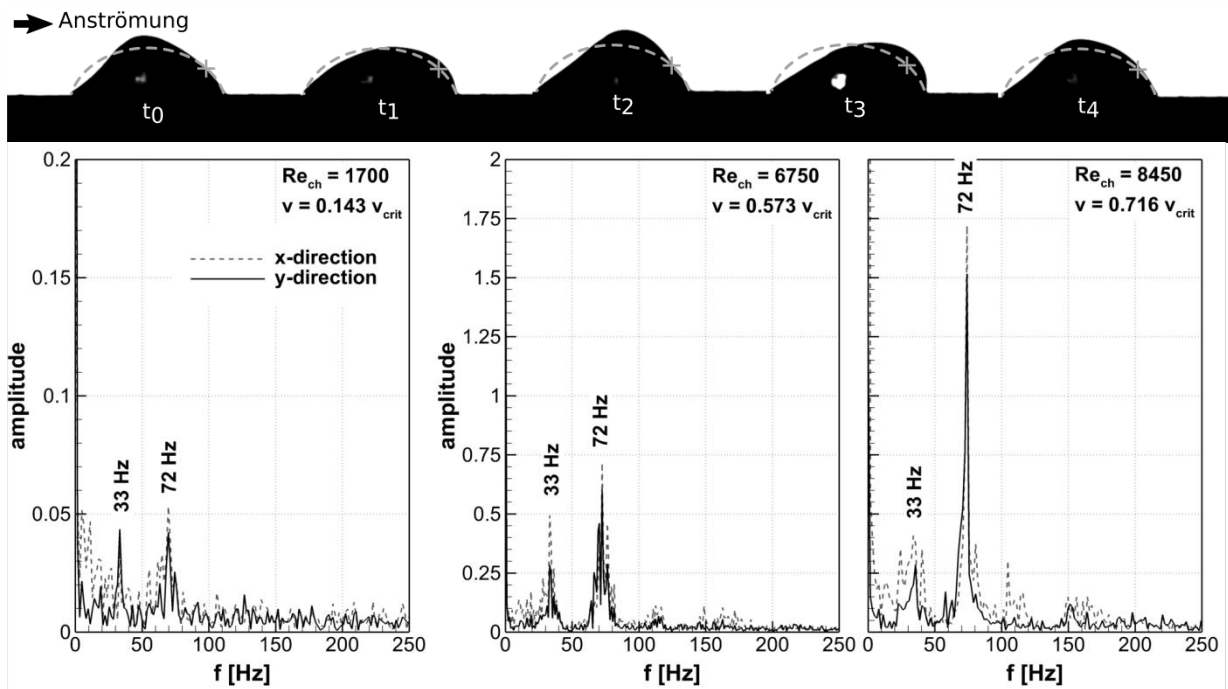 Anströmung
t0 t1 t2 t3 t4
Re_ch = 1700
v = 0.143 v_crit
x-direction
y-direction
33 Hz
72 Hz
0.2
0.15
0.1
0.05
0
amplitude
0 50 100 150 200 250
f [Hz]
Re_ch = 6750
v = 0.573 v_crit
33 Hz
72 Hz
2
1.75
1.5
1.25
1
0.75
0.5
0.25
0
amplitude
0 50 100 150 200 250
f [Hz]
Re_ch = 8450
v = 0.716 v_crit
33 Hz
72 Hz
0 50 100 150 200 250
f [Hz]